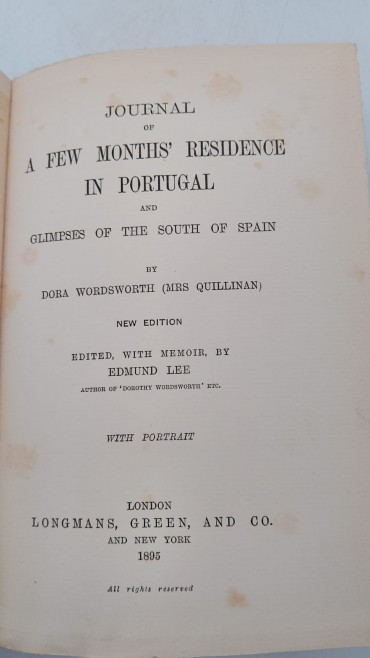 JOURNAL
OF
A FEW MONTHS' RESIDENCE
IN PORTUGAL
AND
GLIMPSES OF THE SOUTH OF SPAIN
BY
DORA WORDSWORTH (MRS QUILLINAN)
NEW EDITION
EDITED, WITH MEMOIR, BY
EDMUND LEE
AUTHOR OF 'DOROTHY WORDSWORTH' ETC.
WITH PORTRAIT
LONDON
LONGMANS, GREEN, AND CO.
AND NEW YORK
1895
All rights reserved